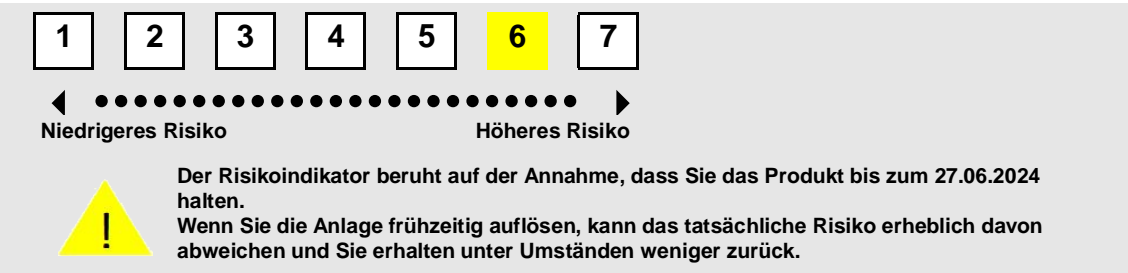 1 2 3 4 5 6 7
Niedrigeres Risiko Höheres Risiko
Der Risikoindikator beruht auf der Annahme, dass Sie das Produkt bis zum 27.06.2024
halten.
Wenn Sie die Anlage frühzeitig auflösen, kann das tatsächliche Risiko erheblich davon
abweichen und Sie erhalten unter Umständen weniger zurück.
!